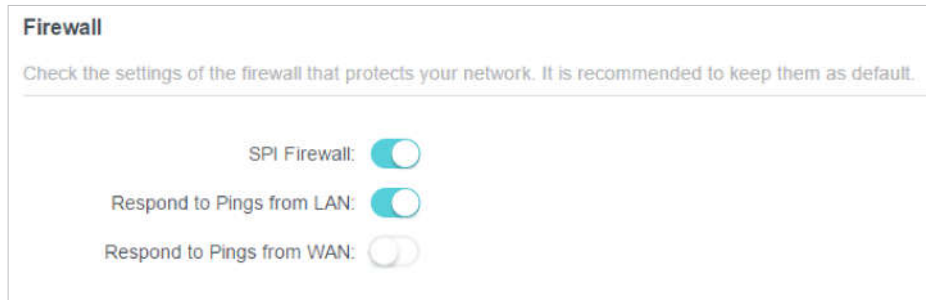 Firewall
Check the settings of the firewall that protects your network. It is recommended to keep them as default.
SPI Firewall:
Respond to Pings from LAN:
Respond to Pings from WAN: